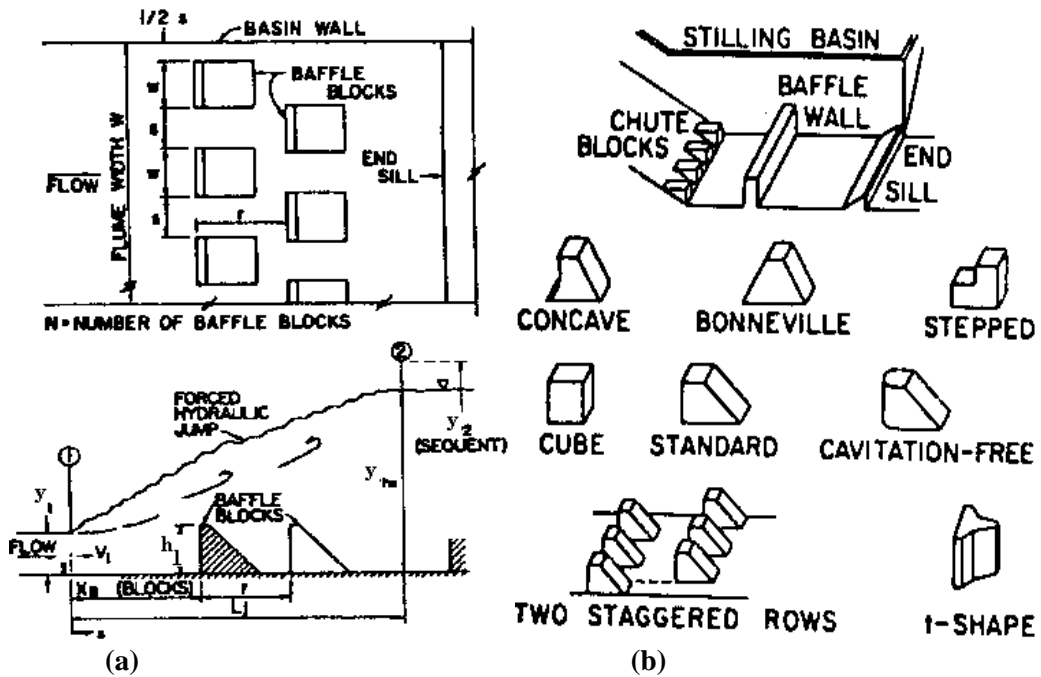 1/2 s
BASIN WALL
BAFFLE
BLOCKS
w
s
w
s
FLOW
FLUME WIDTH W
r
END
SILL
N=NUMBER OF BAFFLE BLOCKS
②
FORCED
HYDRAULIC
JUMP
y2
(SEQUENT)
①
y1
BAFFLE
BLOCKS
h1
FLOW
V1
XB (BLOCKS)
r
Lj
(a)
STILLING BASIN
BAFFLE
WALL
CHUTE
BLOCKS
END
SILL
CONCAVE
BONNEVILLE
STEPPED
CUBE
STANDARD
CAVITATION-FREE
TWO STAGGERED ROWS
t-SHAPE
(b)